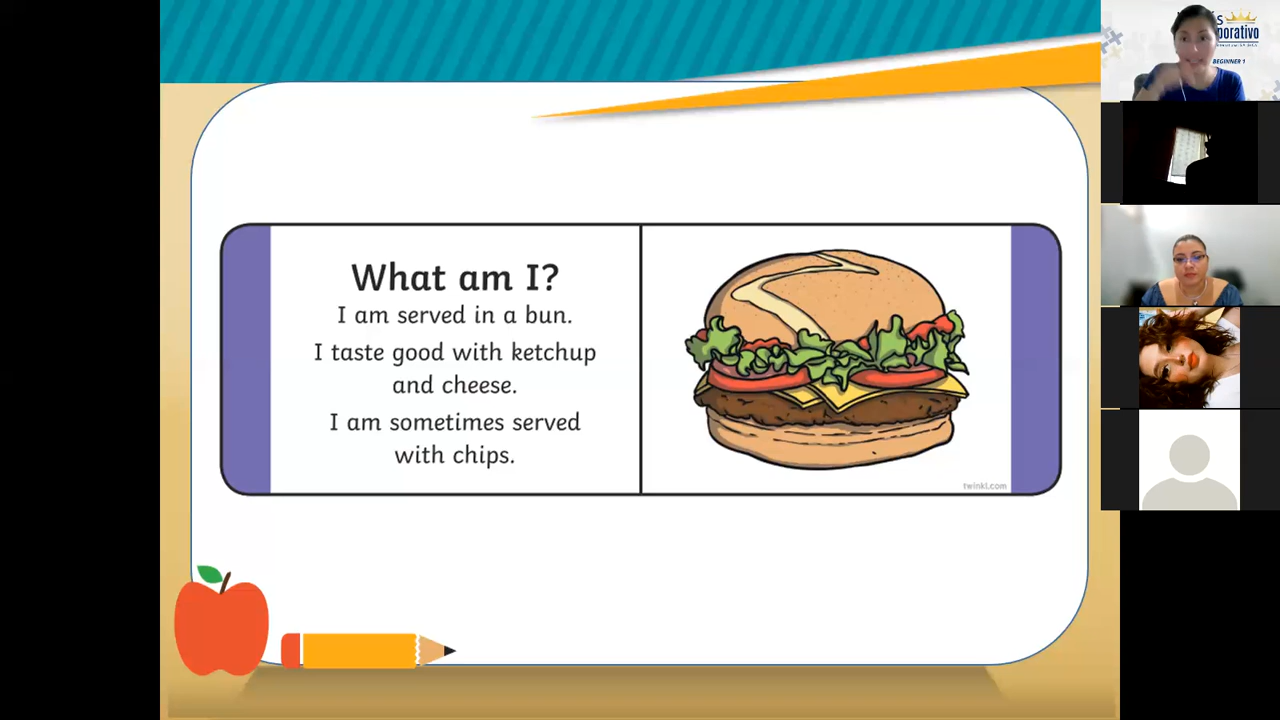 What am I?
I am served in a bun.
I taste good with ketchup
and cheese.
I am sometimes served
with chips.
twinkl.com
BEGINNER 1